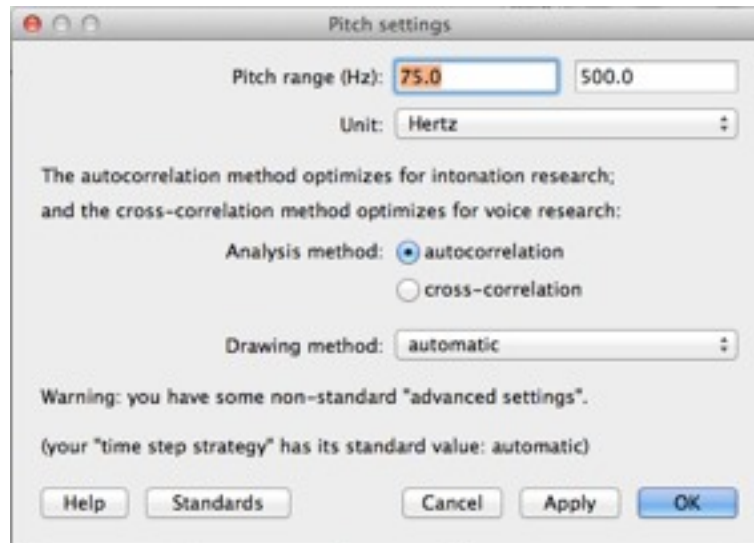 Pitch settings
Pitch range (Hz): 75.0 500.0
Unit: Hertz
The autocorrelation method optimizes for intonation research;
and the cross-correlation method optimizes for voice research:
Analysis method: autocorrelation
cross-correlation
Drawing method: automatic
Warning: you have some non-standard "advanced settings".
(your "time step strategy" has its standard value: automatic)
Help Standards Cancel Apply OK